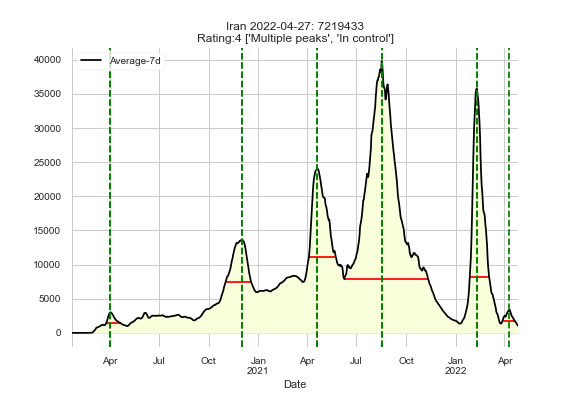 Iran 2022-04-27: 7219433
Rating:4 ['Multiple peaks', 'In control']
Average-7d
40000
35000
30000
25000
20000
15000
10000
5000
0
Apr Jul Oct Jan Apr Jul Oct Jan Apr
2021 2022
Date